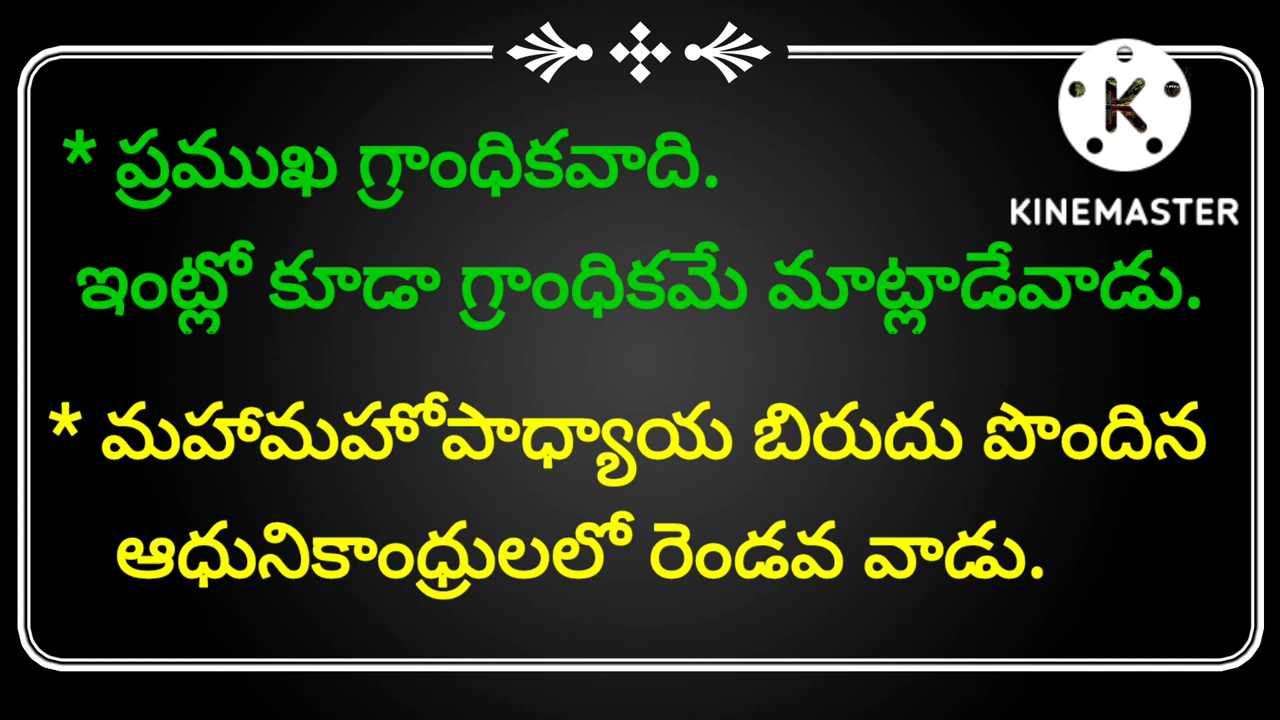 * ప్రముఖ గ్రాంధికవాది.
KINEMASTER
ఇంట్లో కూడా గ్రాంధికమే మాట్లాడేవాడు.
* మహామహోపాధ్యాయ బిరుదు పొందిన
ఆధునికాంధ్రులలో రెండవ వాడు.